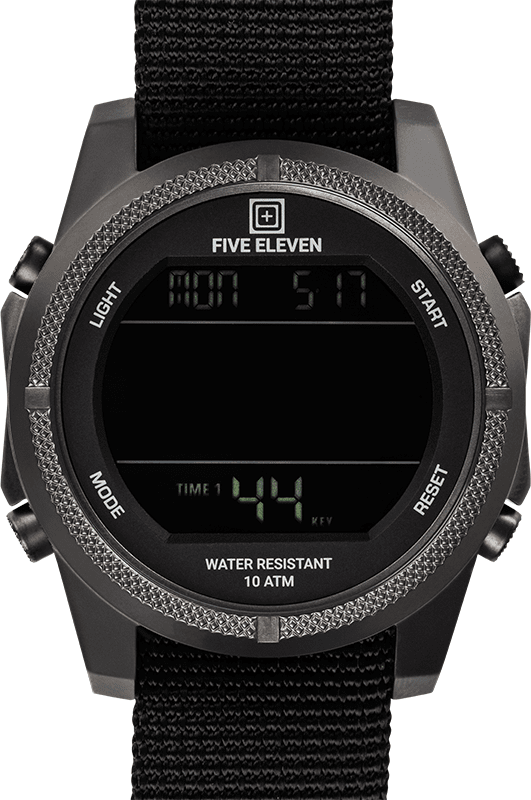 FIVE ELEVEN
MON 5 17
LIGHT
START
TIME 1 44 KEY
MODE
RESET
WATER RESISTANT
10 ATM